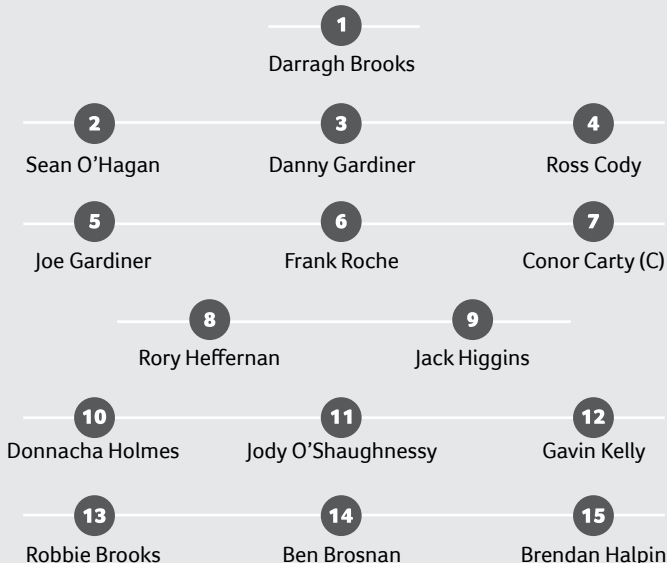 1
Darragh Brooks
2 3 4
Sean O’Hagan Danny Gardiner Ross Cody
5 6 7
Joe Gardiner Frank Roche Conor Carty (C)
8 9
Rory Heffernan Jack Higgins
10 11 12
Donnacha Holmes Jody O’Shaughnessy Gavin Kelly
13 14 15
Robbie Brooks Ben Brosnan Brendan Halpin